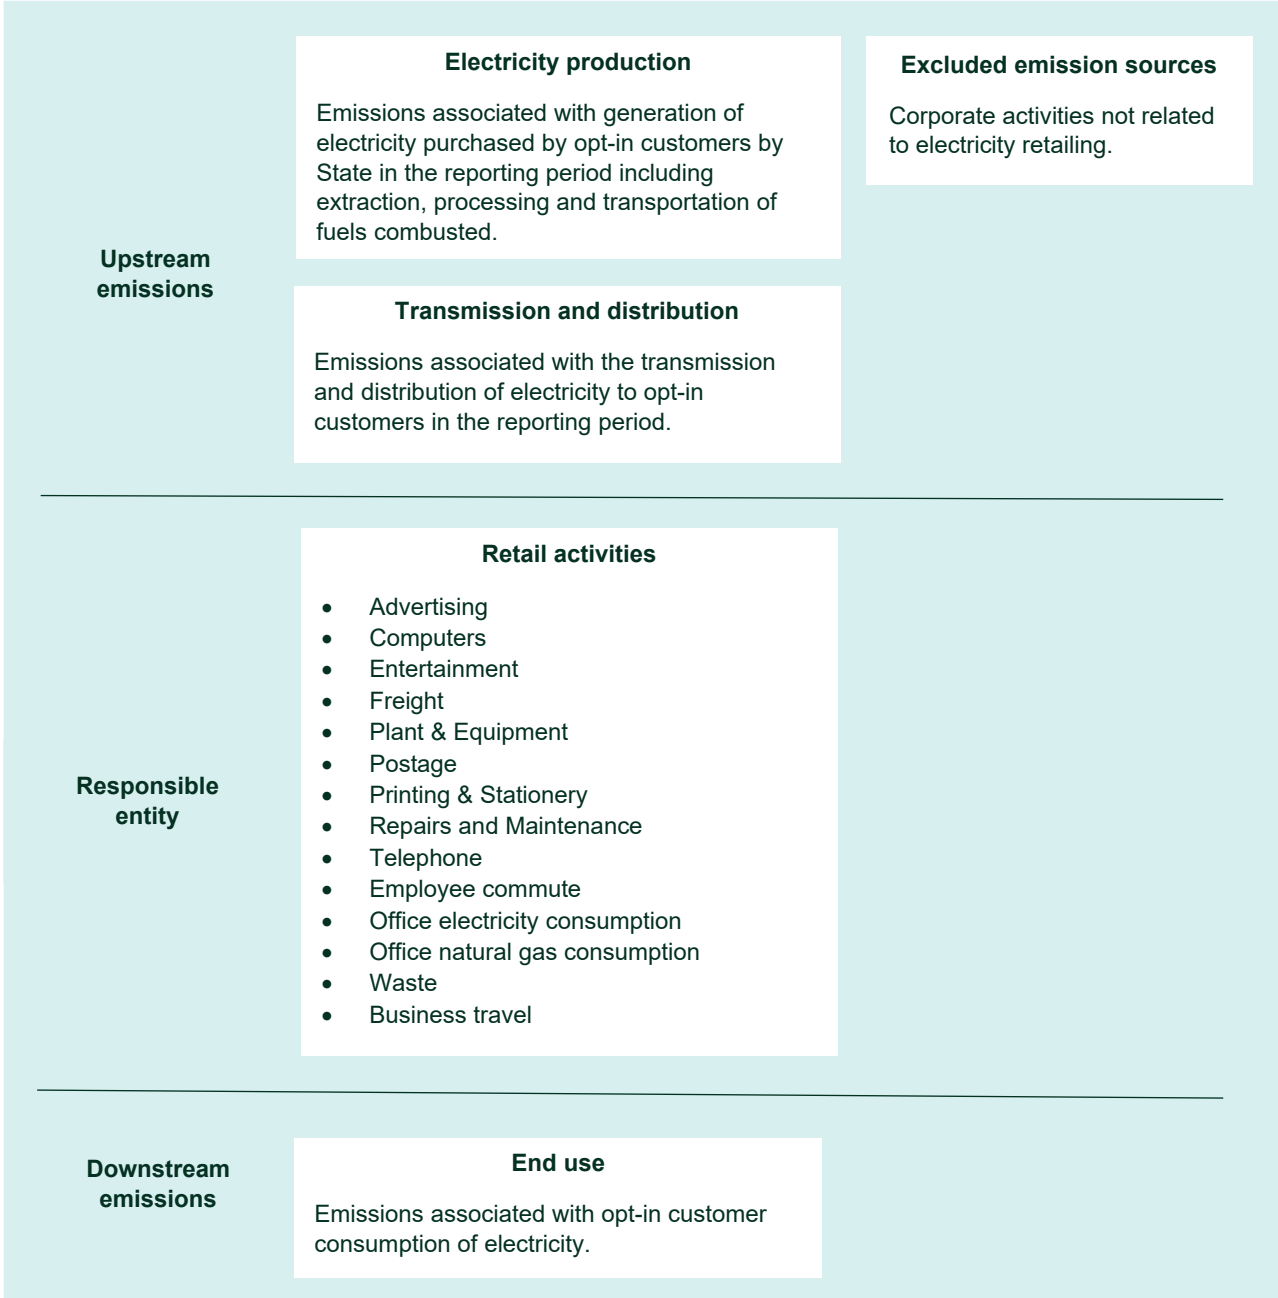 Electricity production
Emissions associated with generation of
electricity purchased by opt-in customers by
State in the reporting period including
extraction, processing and transportation of
fuels combusted.
Excluded emission sources
Corporate activities not related
to electricity retailing.
Upstream
emissions
Transmission and distribution
Emissions associated with the transmission
and distribution of electricity to opt-in
customers in the reporting period.
Retail activities
• Advertising
• Computers
• Entertainment
• Freight
• Plant & Equipment
• Postage
• Printing & Stationery
• Repairs and Maintenance
• Telephone
• Employee commute
• Office electricity consumption
• Office natural gas consumption
• Waste
• Business travel
Responsible
entity
Downstream
emissions
End use
Emissions associated with opt-in customer
consumption of electricity.